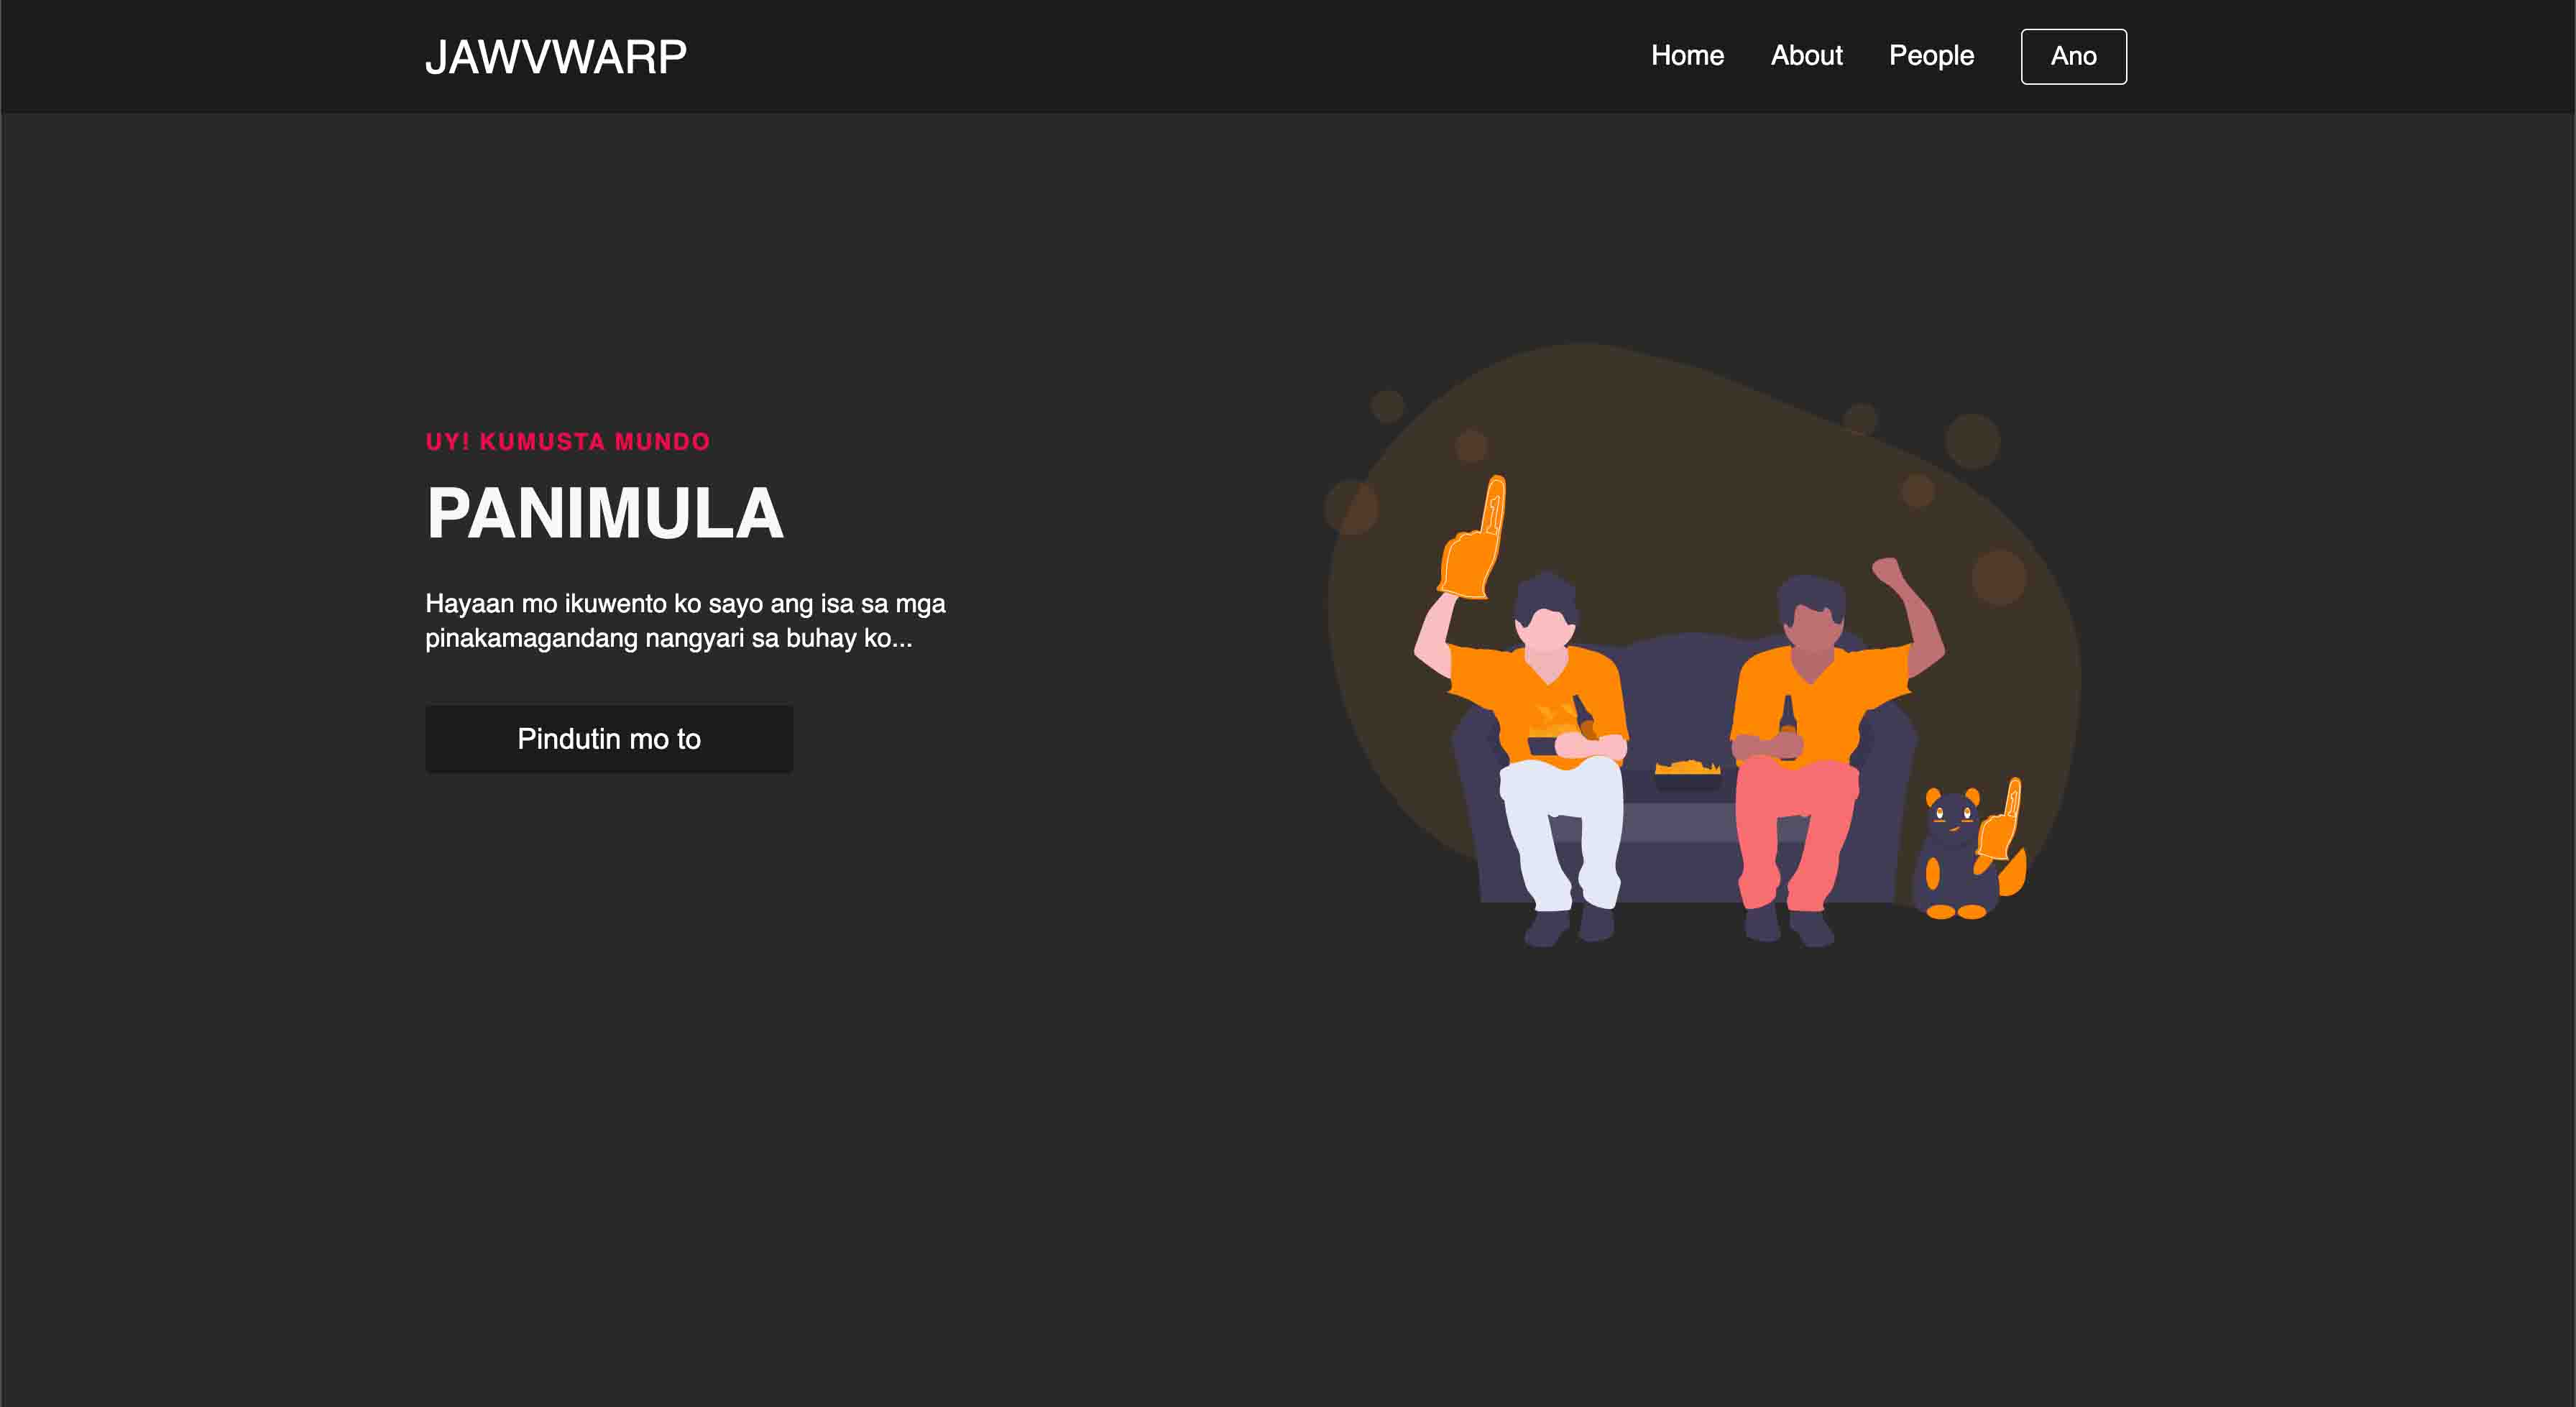 JAWVWARP
Home About People Ano
UY! KUMUSTA MUNDO
PANIMULA
Hayaan mo ikuwento ko sayo ang isa sa mga
pinakamagandang nangyari sa buhay ko...
Pindutin mo to